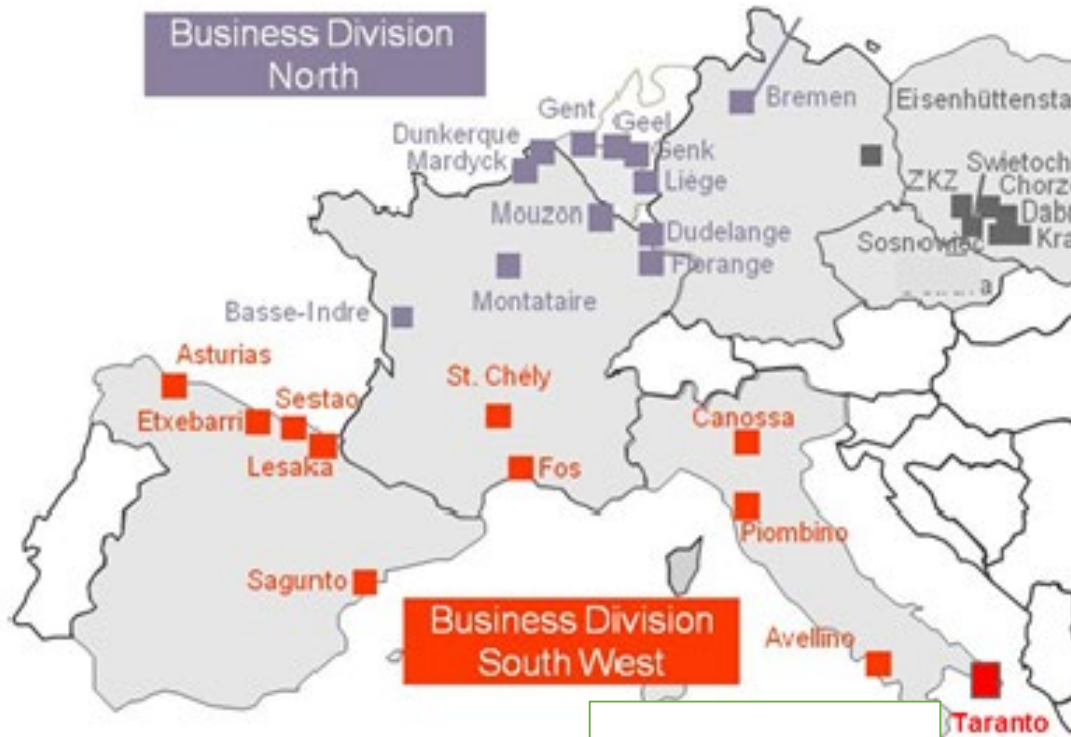 Business Division
North
Bremen
Eisenhüttensta
Gent
Geel
Dunkerque
Genk
Mardyck
Liége
Swietoch
ZKZ
Chorz
Mouzon
Dabr
Dudelange
Sosnowiec
Kra
Florange
Montataire
a
Basse-Indre
Asturias
St. Chély
Sestao
Etxebarri
Canossa
Lesaka
Fos
Piombino
Sagunto
Business Division
South West
Avellino
Taranto